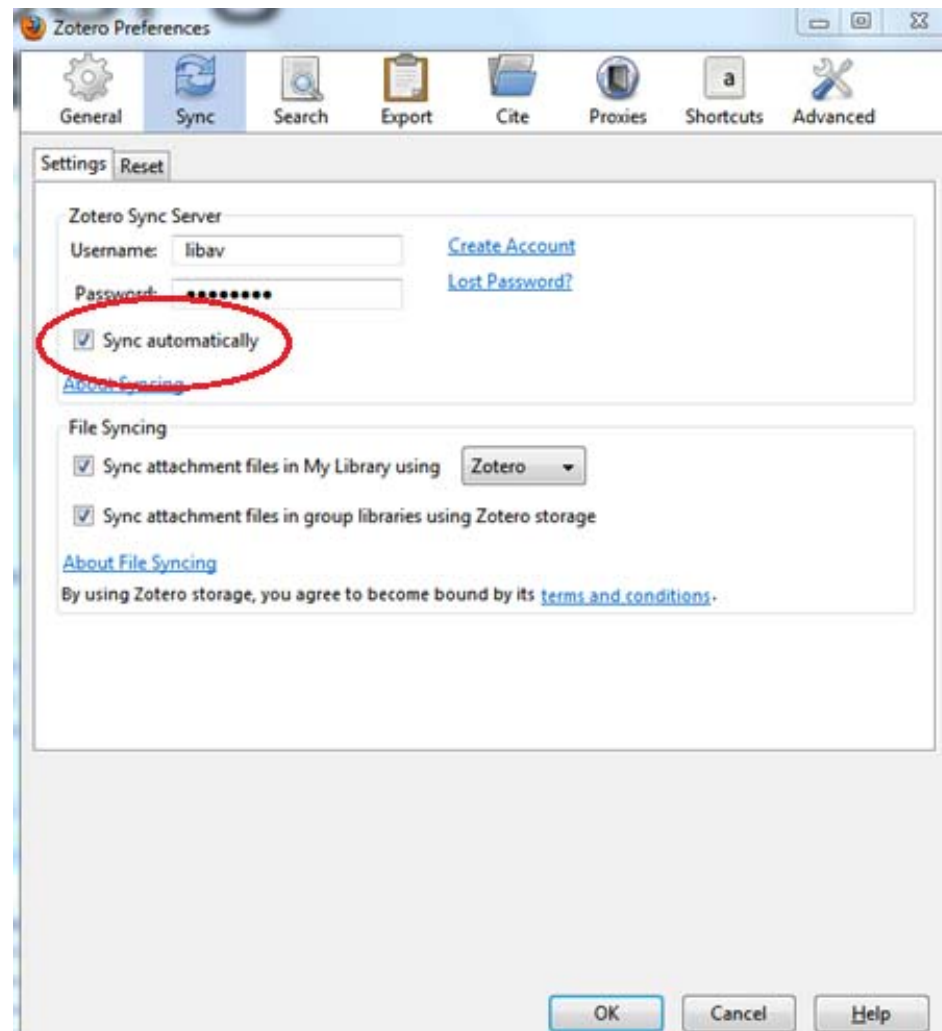 Zotero Preferences
General Sync Search Export Cite Proxies Shortcuts Advanced
Settings Reset
Zotero Sync Server
Username: libav Create Account
Password: ●●●●●●●● Lost Password?
Sync automatically
About Syncing
File Syncing
Sync attachment files in My Library using Zotero
Sync attachment files in group libraries using Zotero storage
About File Syncing
By using Zotero storage, you agree to become bound by its terms and conditions.
OK Cancel Help